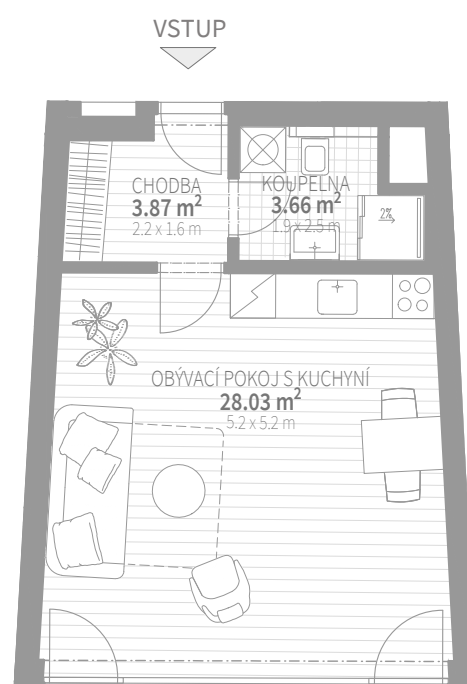 VSTUP
CHODBA
3.87 m²
2.2 x 1.6 m
KOUPELNA
3.66 m²
1.9 x 2.5 m
2%
OBÝVACÍ POKOJ S KUCHYNÍ
28.03 m²
5.2 x 5.2 m